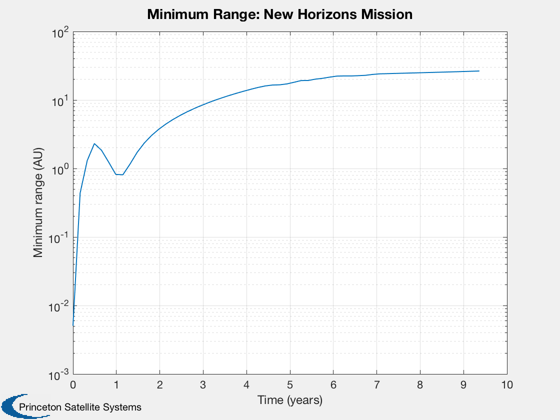 Minimum Range: New Horizons Mission
10^2
10^1
10^0
10^-1
10^-2
10^-3
Minimum range (AU)
0 1 2 3 4 5 6 7 8 9 10
Time (years)
Princeton Satellite Systems